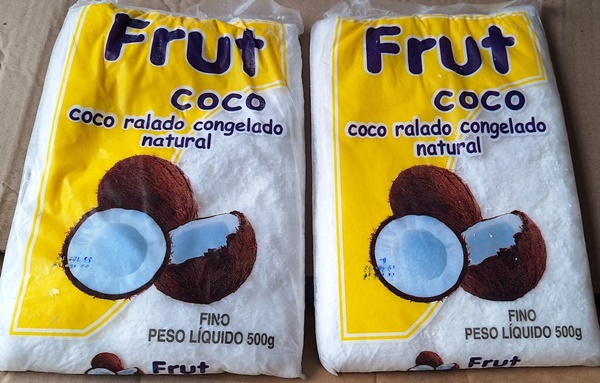 Frut
coco
coco ralado congelado
natural
FINO
PESO LÍQUIDO 500g
Frut
Frut
coco
coco ralado congelado
natural
FINO
PESO LÍQUIDO 500g
Frut